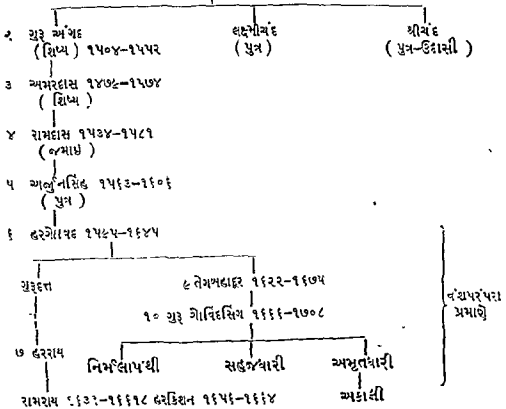 ૨ ગુરૂ અંગદ લક્ષ્મીચંદ શ્રીચંદ
(શિષ્ય) ૧૫૦૪-૧૫૫૨ (પુત્ર) (પુત્ર-ઉદાસી)
૩ અમરદાસ ૧૪૭૯-૧૫૭૪
(શિષ્ય)
૪ રામદાસ ૧૫૩૪-૧૫૮૧
(જમાઇ)
૫ અર્જુનસિંહ ૧૫૬૩-૧૬૦૬
(પુત્ર)
૬ હરગોવિંદ ૧૫૯૫-૧૬૪૫
ગુરૂદત્ત ૯ તેગબહાદૂર ૧૬૨૨-૧૬૭૫
વંશપરંપરા
પ્રમાણે
૧૦ ગુરૂ ગોવિંદસિંગ ૧૬૬૬-૧૭૦૮
૭ હરરાય નિર્મલાપંથી સહજધારી અમૃતધારી
રામરાય હરકિશન ૧૬૫૬-૧૬૬૪ અકાલી